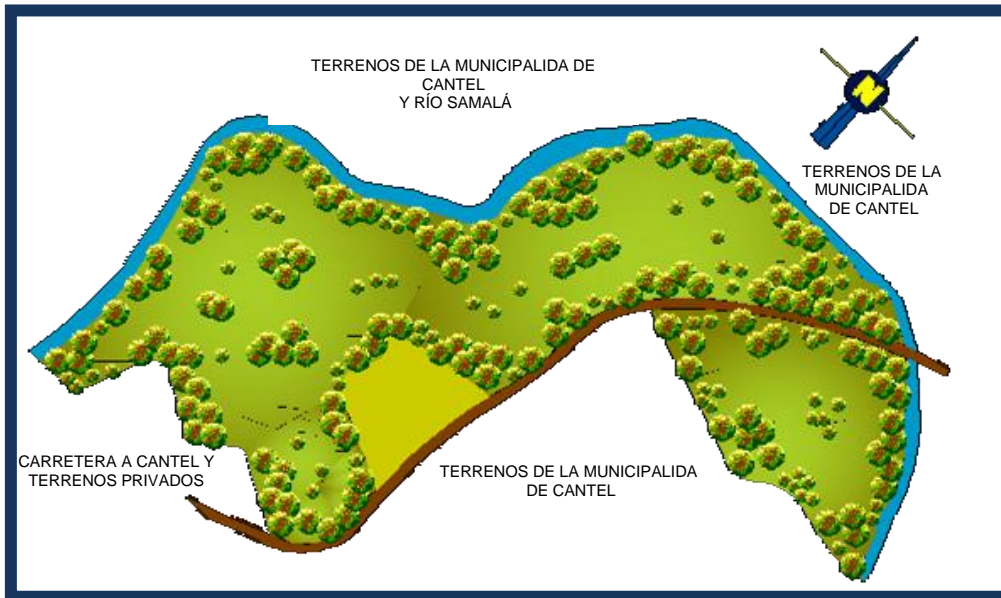 TERRENOS DE LA MUNICIPALIDA DE
CANTEL
Y RÍO SAMALÁ
N
TERRENOS DE LA
MUNICIPALIDA
DE CANTEL
CARRETERA A CANTEL Y
TERRENOS PRIVADOS
TERRENOS DE LA MUNICIPALIDA
DE CANTEL